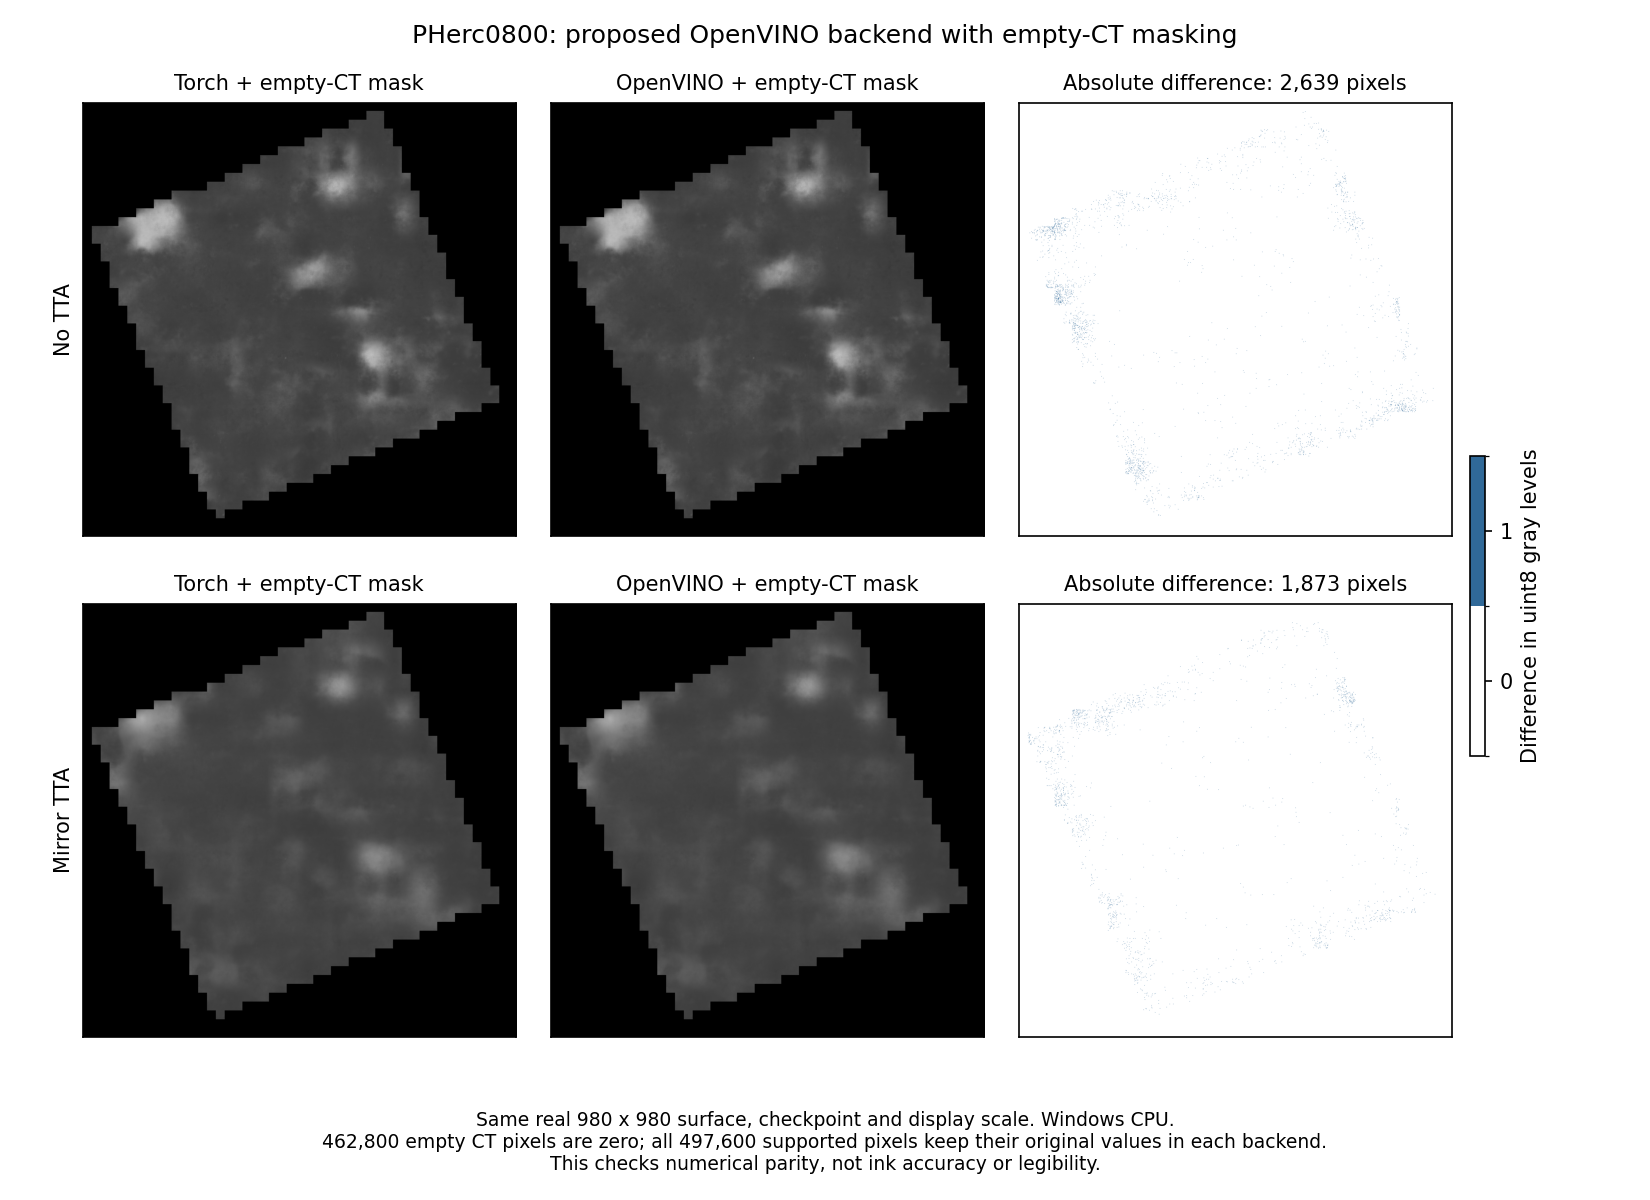 PHerc0800: proposed OpenVINO backend with empty-CT masking
Torch + empty-CT mask
OpenVINO + empty-CT mask
Absolute difference: 2,639 pixels
No TTA
Torch + empty-CT mask
OpenVINO + empty-CT mask
Absolute difference: 1,873 pixels
Mirror TTA
1
0
Difference in uint8 gray levels
Same real 980 x 980 surface, checkpoint and display scale. Windows CPU.
462,800 empty CT pixels are zero; all 497,600 supported pixels keep their original values in each backend.
This checks numerical parity, not ink accuracy or legibility.